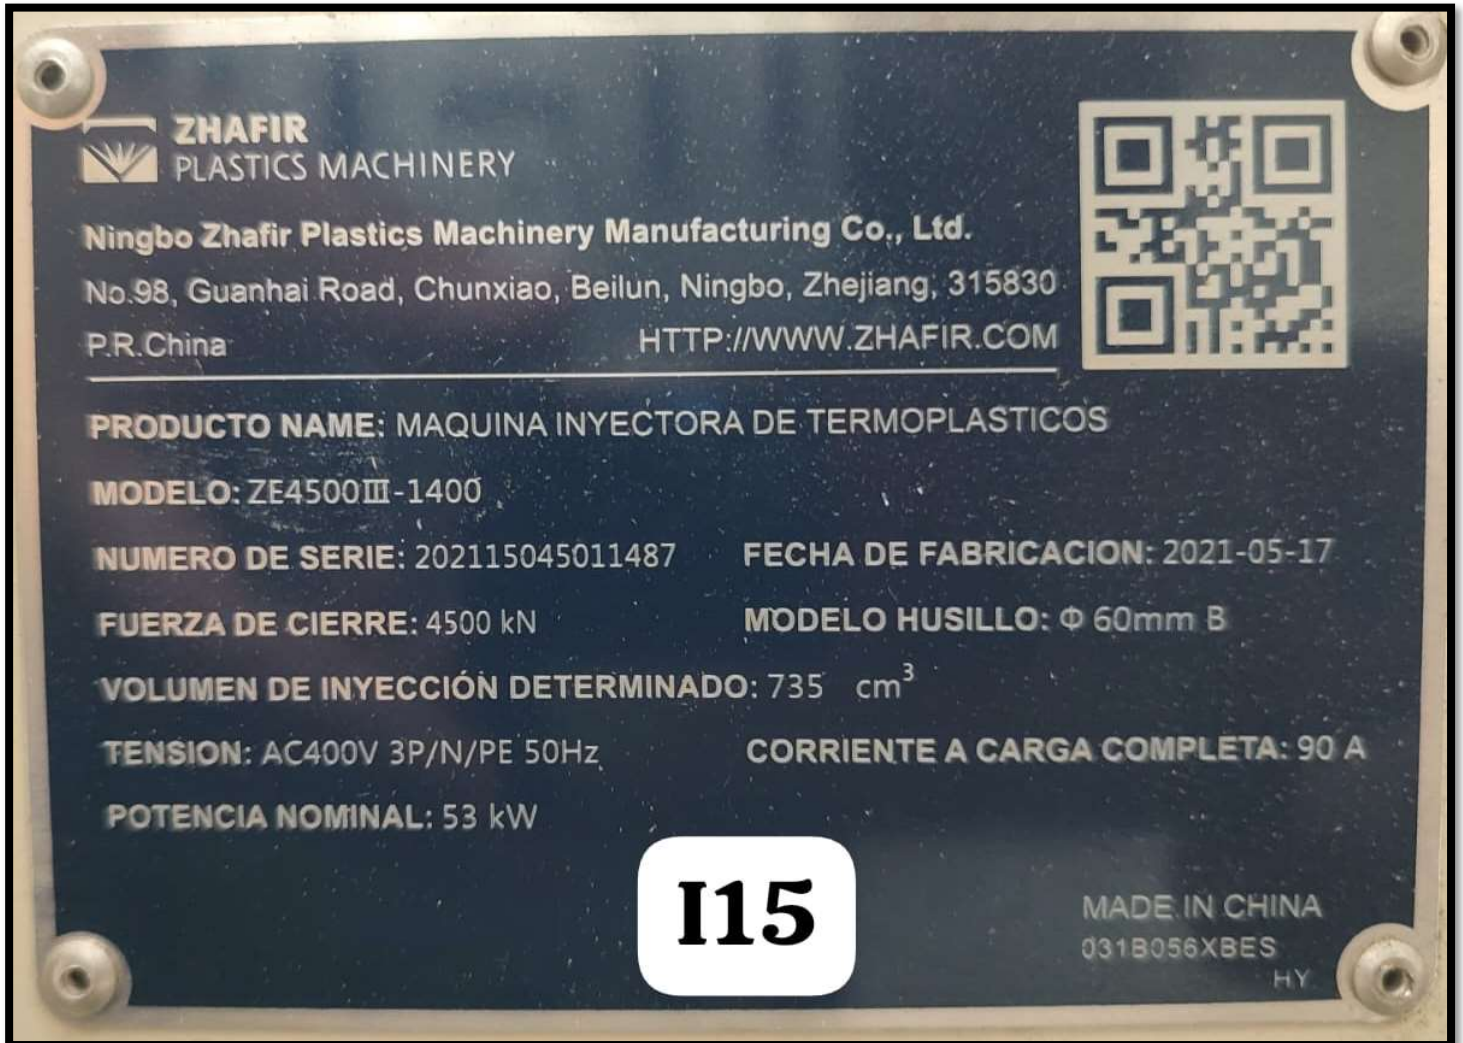 ZHAFIR
PLASTICS MACHINERY
Ningbo Zhafir Plastics Machinery Manufacturing Co., Ltd.
No.98, Guanhai Road, Chunxiao, Beilun, Ningbo, Zhejiang, 315830
P.R.China HTTP://WWW.ZHAFIR.COM
PRODUCTO NAME: MAQUINA INYECTORA DE TERMOPLASTICOS
MODELO: ZE4500Ⅲ-1400
NUMERO DE SERIE: 202115045011487 FECHA DE FABRICACION: 2021-05-17
FUERZA DE CIERRE: 4500 kN MODELO HUSILLO: Φ 60mm B
VOLUMEN DE INYECCIÓN DETERMINADO: 735 cm³
TENSION: AC400V 3P/N/PE 50Hz CORRIENTE A CARGA COMPLETA: 90 A
POTENCIA NOMINAL: 53 kW
I15
MADE IN CHINA
031B056XBES
HY